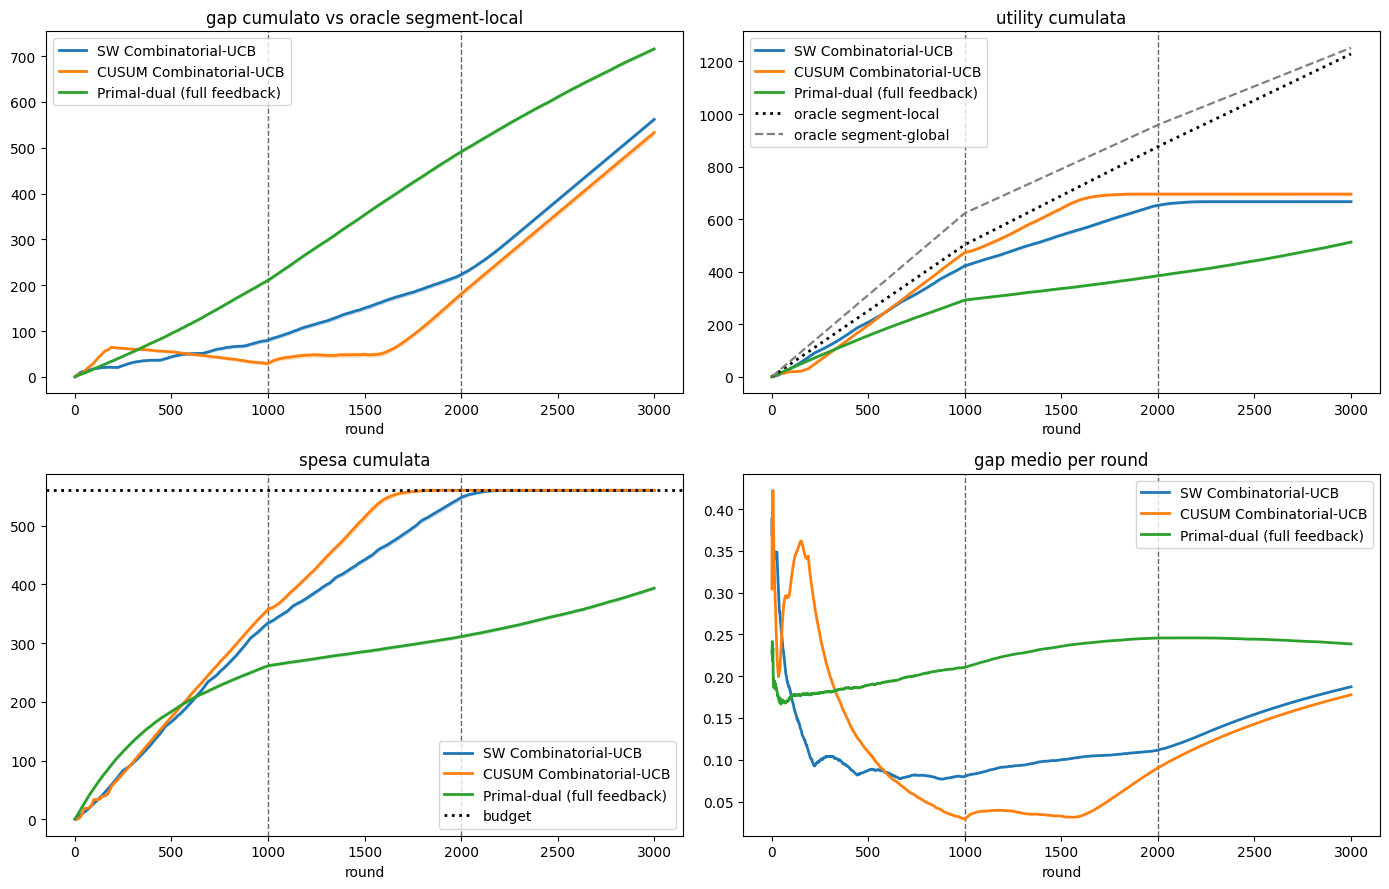 gap cumulato vs oracle segment-local
SW Combinatorial-UCB
CUSUM Combinatorial-UCB
Primal-dual (full feedback)
700
600
500
400
300
200
100
0
0 500 1000 1500 2000 2500 3000
round
utility cumulata
SW Combinatorial-UCB
CUSUM Combinatorial-UCB
Primal-dual (full feedback)
oracle segment-local
oracle segment-global
1200
1000
800
600
400
200
0
0 500 1000 1500 2000 2500 3000
round
spesa cumulata
500
400
300
200
100
0
SW Combinatorial-UCB
CUSUM Combinatorial-UCB
Primal-dual (full feedback)
budget
0 500 1000 1500 2000 2500 3000
round
gap medio per round
SW Combinatorial-UCB
CUSUM Combinatorial-UCB
Primal-dual (full feedback)
0.40
0.35
0.30
0.25
0.20
0.15
0.10
0.05
0 500 1000 1500 2000 2500 3000
round